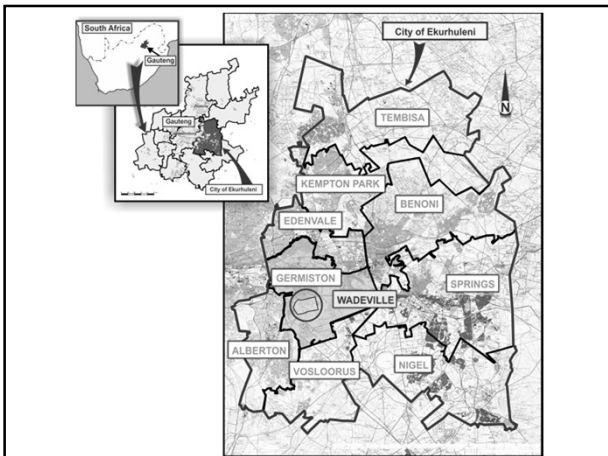 South Africa
Gauteng
Gauteng
City of Ekurhuleni
City of Ekurhuleni
N
TEMBISA
KEMPTON PARK
BENONI
EDENVALE
GERMISTON
SPRINGS
WADEVILLE
ALBERTON
VOSLOORUS
NIGEL